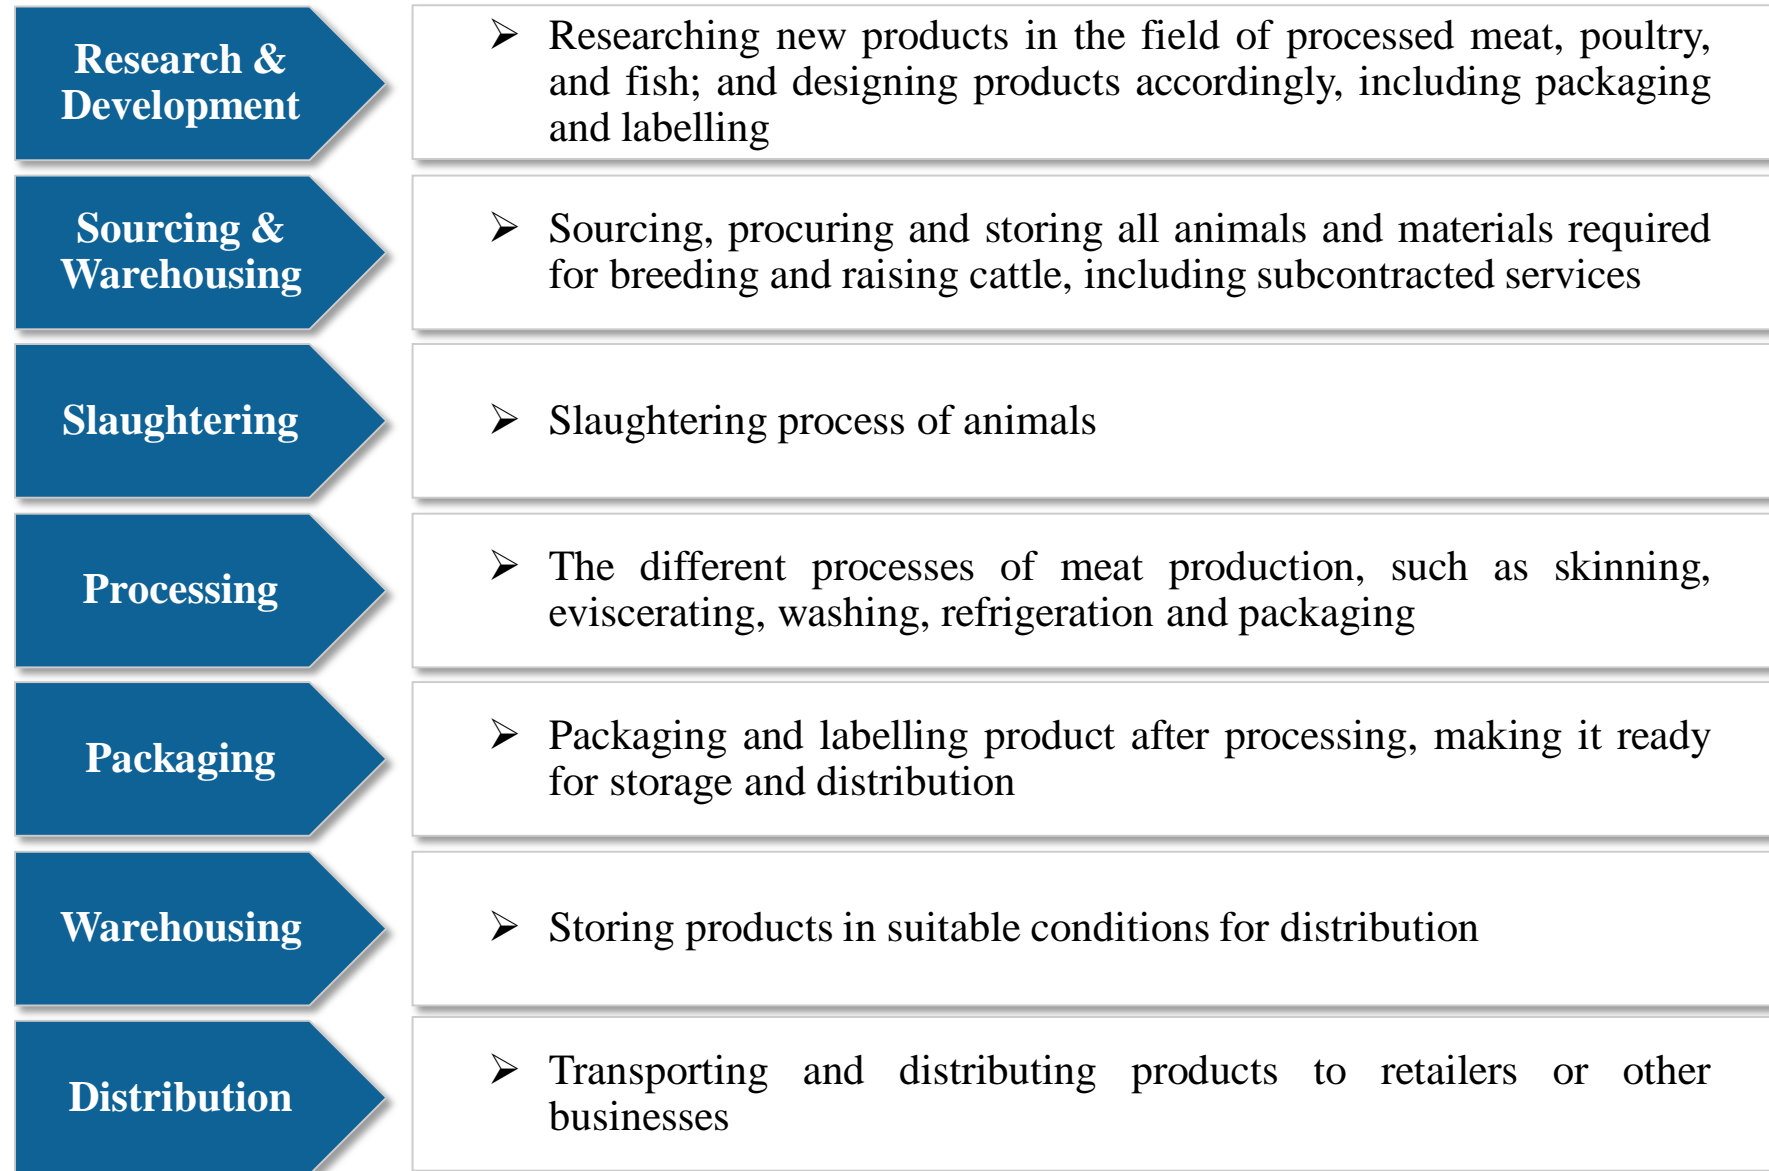 Research &
Development
➢ Researching new products in the field of processed meat, poultry,
and fish; and designing products accordingly, including packaging
and labelling
Sourcing &
Warehousing
➢ Sourcing, procuring and storing all animals and materials required
for breeding and raising cattle, including subcontracted services
Slaughtering
➢ Slaughtering process of animals
Processing
➢ The different processes of meat production, such as skinning,
eviscerating, washing, refrigeration and packaging
Packaging
➢ Packaging and labelling product after processing, making it ready
for storage and distribution
Warehousing
➢ Storing products in suitable conditions for distribution
Distribution
➢ Transporting and distributing products to retailers or other
businesses